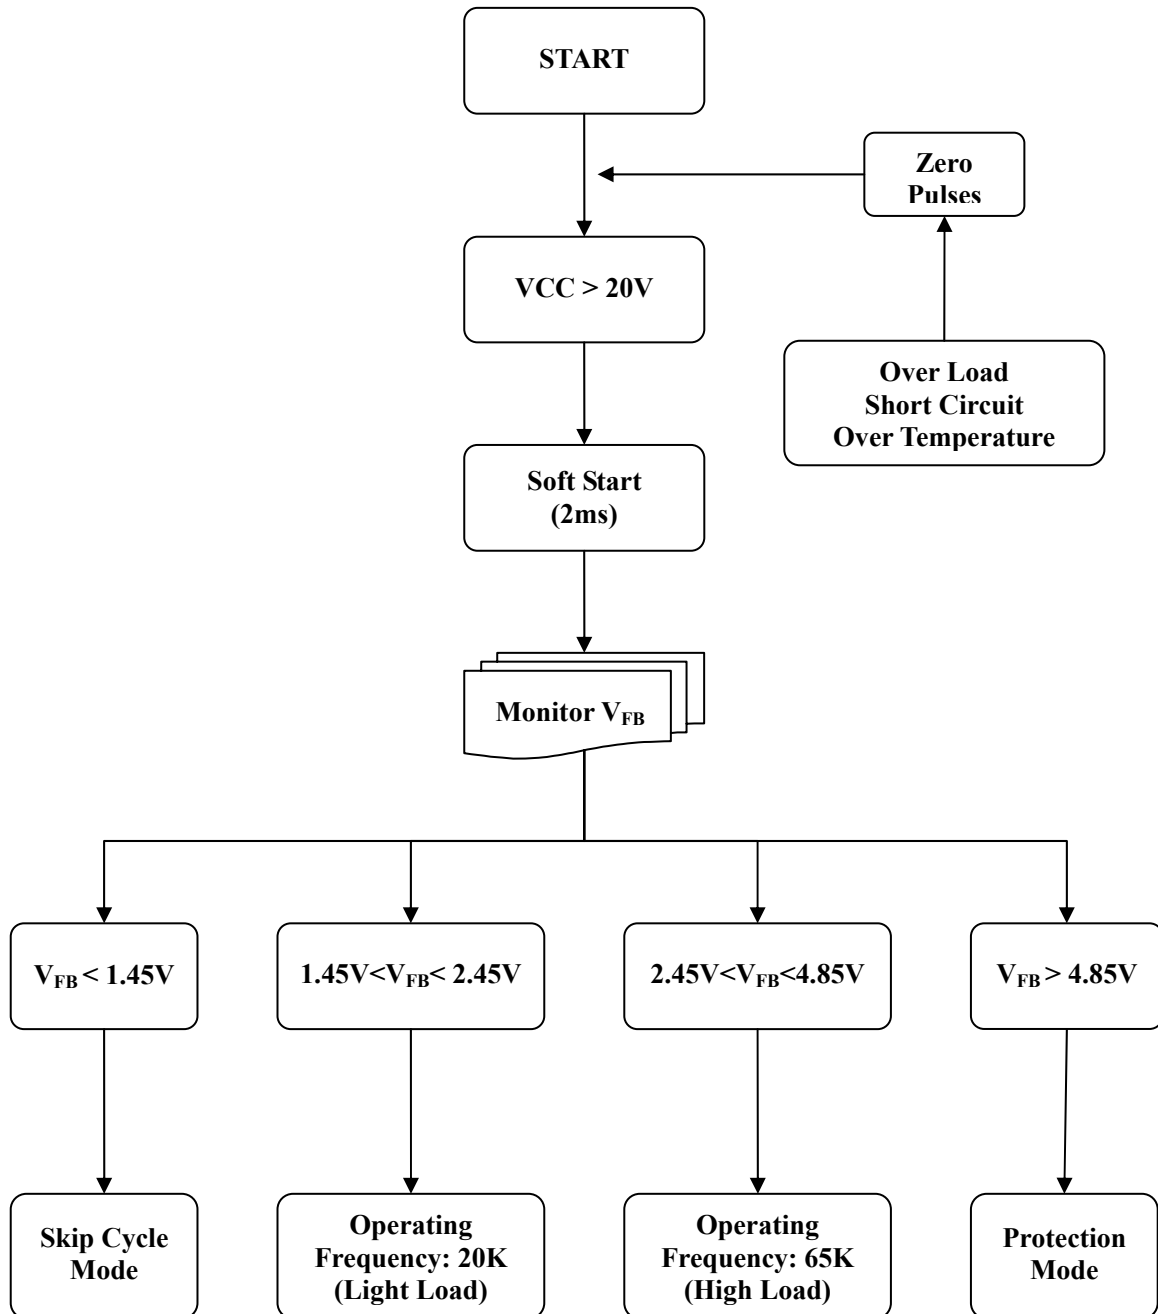 START
Zero
Pulses
VCC > 20V
Over Load
Short Circuit
Over Temperature
Soft Start
(2ms)
Monitor VFB
VFB < 1.45V
1.45V<VFB< 2.45V
2.45V<VFB<4.85V
VFB > 4.85V
Skip Cycle
Mode
Operating
Frequency: 20K
(Light Load)
Operating
Frequency: 65K
(High Load)
Protection
Mode